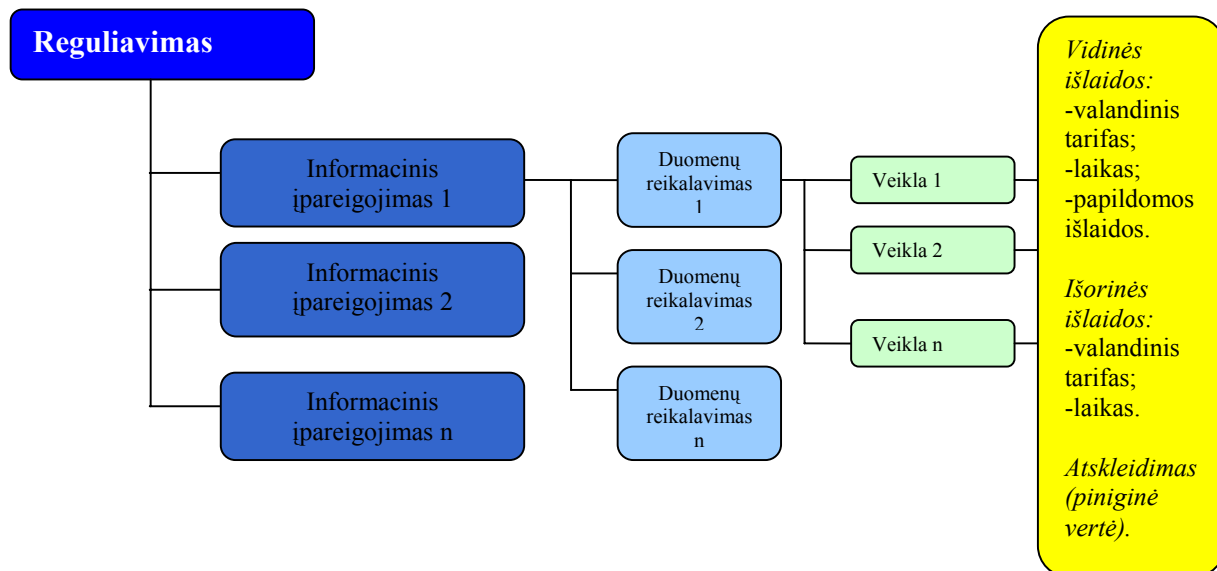 Reguliavimas
Informacinis
įpareigojimas 1
Informacinis
įpareigojimas 2
Informacinis
įpareigojimas n
Duomenų
reikalavimas
1
Duomenų
reikalavimas
2
Duomenų
reikalavimas
n
Veikla 1
Veikla 2
Veikla n
Vidinės
išlaidos:
-valandinis
tarifas;
-laikas;
-papildomos
išlaidos.
Išorinės
išlaidos:
-valandinis
tarifas;
-laikas.
Atskleidimas
(piniginė
vertė).